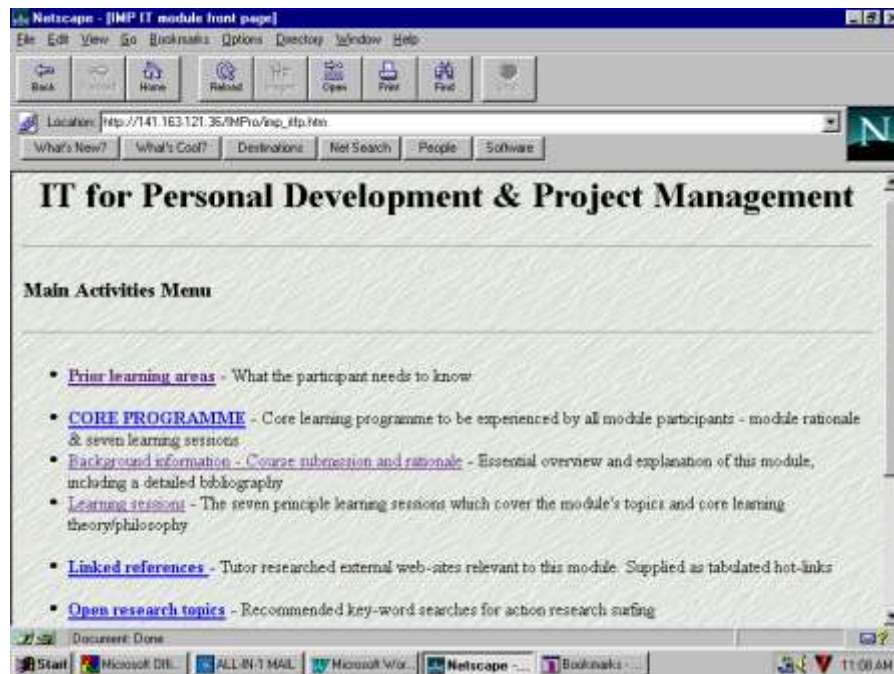 Netscape - [IMP IT module front page]
File Edit View Go Bookmarks Options Directory Window Help
Back Home Reload Open Print Find
Location: http://141.163.121.36/IMPro/imp_itfp.htm
What's New? What's Cool? Destinations Net Search People Software
N
IT for Personal Development & Project Management
Main Activities Menu
• Prior learning areas - What the participant needs to know
• CORE PROGRAMME - Core learning programme to be experienced by all module participants - module rationale
& seven learning sessions
• Background information - Course submission and rationale - Essential overview and explanation of this module,
including a detailed bibliography
• Learning sessions - The seven principle learning sessions which cover the module's topics and core learning
theory/philosophy
• Linked references - Tutor researched external web-sites relevant to this module. Supplied as tabulated hot-links
• Open research topics - Recommended key-word searches for action research surfing
Document: Done
Start Microsoft Offi... ALL-IN-1 MAIL Microsoft Wor... Netscape -... Bookmarks -... 11:08 AM